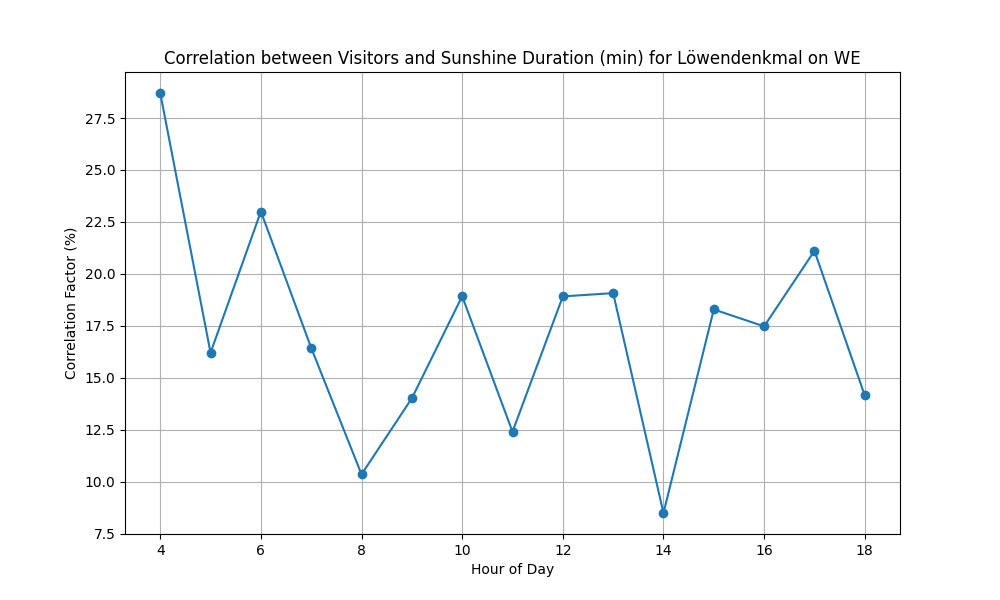 Correlation between Visitors and Sunshine Duration (min) for Löwendenkmal on WE
Correlation Factor (%)
27.5
25.0
22.5
20.0
17.5
15.0
12.5
10.0
7.5
4 6 8 10 12 14 16 18
Hour of Day